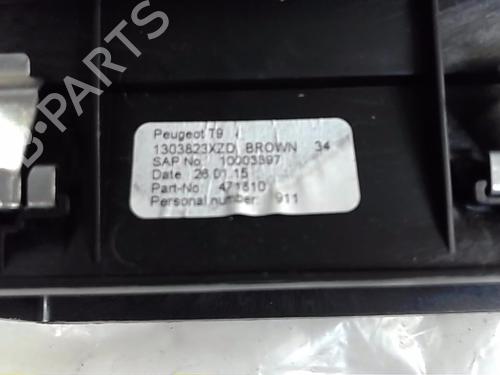 B-PARTS
Peugeot T9 /
1303823XZD BROWN 34
SAP No. 10003397
Date 26.01.15
Part-No 471810
Personal number: 911